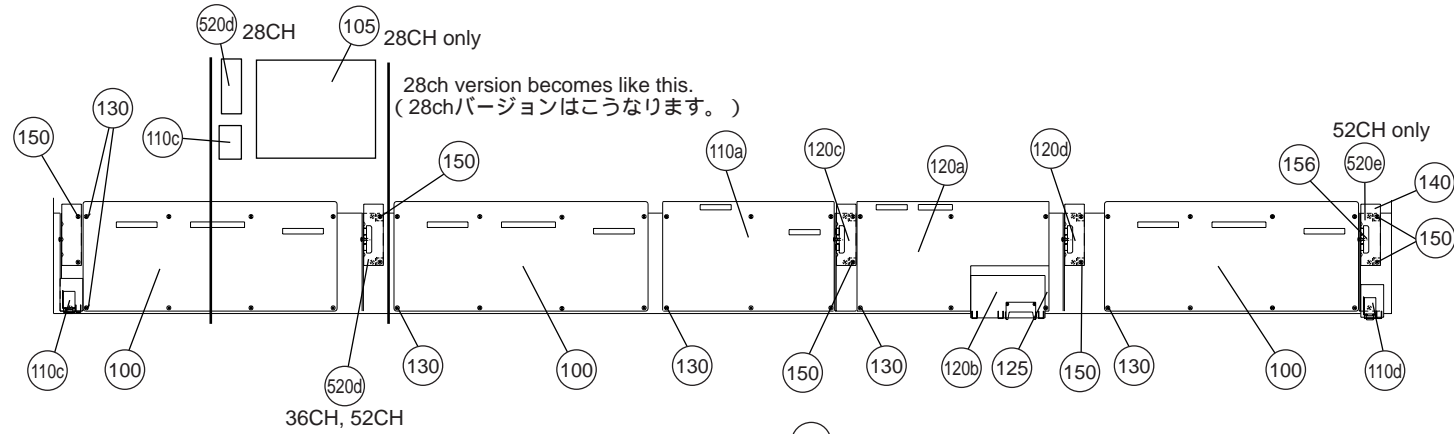 520d 28CH
105 28CH only
28ch version becomes like this.
( 28chバージョンはこうなります。 )
130
150
110c
150
110a
120c
120a
120d
52CH only
156
520e
140
150
110c
100
520d
36CH, 52CH
130
100
130
150
130
120b
125
150
130
100
110d